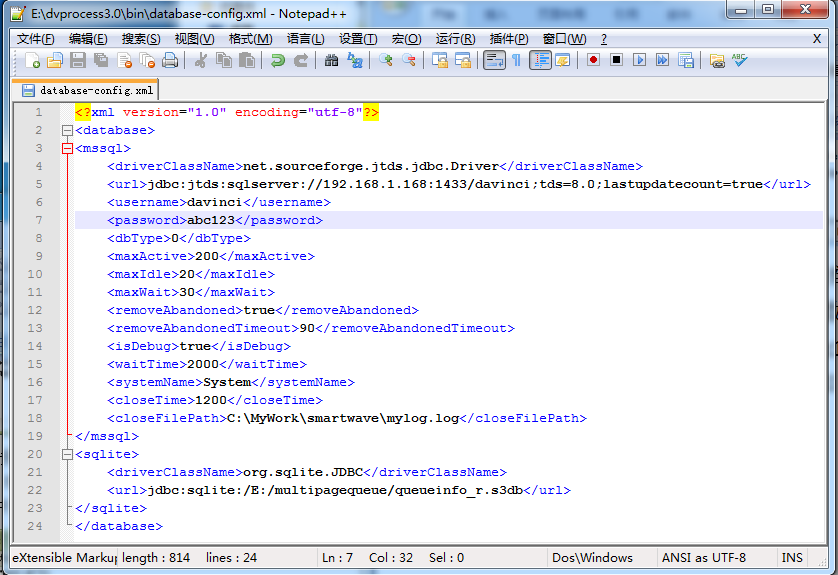 E:\dvprocess3.0\bin\database-config.xml - Notepad++
文件(F) 编辑(E) 搜索(S) 视图(V) 格式(M) 语言(L) 设置(T) 宏(O) 运行(R) 插件(P) 窗口(W) ? X
database-config.xml
1 <?xml version="1.0" encoding="utf-8"?>
2 <database>
3 <mssql>
4 <driverClassName>net.sourceforge.jtds.jdbc.Driver</driverClassName>
5 <url>jdbc:jtds:sqlserver://192.168.1.168:1433/davinci;tds=8.0;lastupdatecount=true</url>
6 <username>davinci</username>
7 <password>abc123</password>
8 <dbType>0</dbType>
9 <maxActive>200</maxActive>
10 <maxIdle>20</maxIdle>
11 <maxWait>30</maxWait>
12 <removeAbandoned>true</removeAbandoned>
13 <removeAbandonedTimeout>90</removeAbandonedTimeout>
14 <isDebug>true</isDebug>
15 <waitTime>2000</waitTime>
16 <systemName>System</systemName>
17 <closeTime>1200</closeTime>
18 <closeFilePath>C:\MyWork\smartwave\mylog.log</closeFilePath>
19 </mssql>
20 <sqlite>
21 <driverClassName>org.sqlite.JDBC</driverClassName>
22 <url>jdbc:sqlite:/E:/multipagequeue/queueinfo_r.s3db</url>
23 </sqlite>
24 </database>
eXtensible Markup length : 814 lines : 24 Ln : 7 Col : 32 Sel : 0 Dos\Windows ANSI as UTF-8 INS